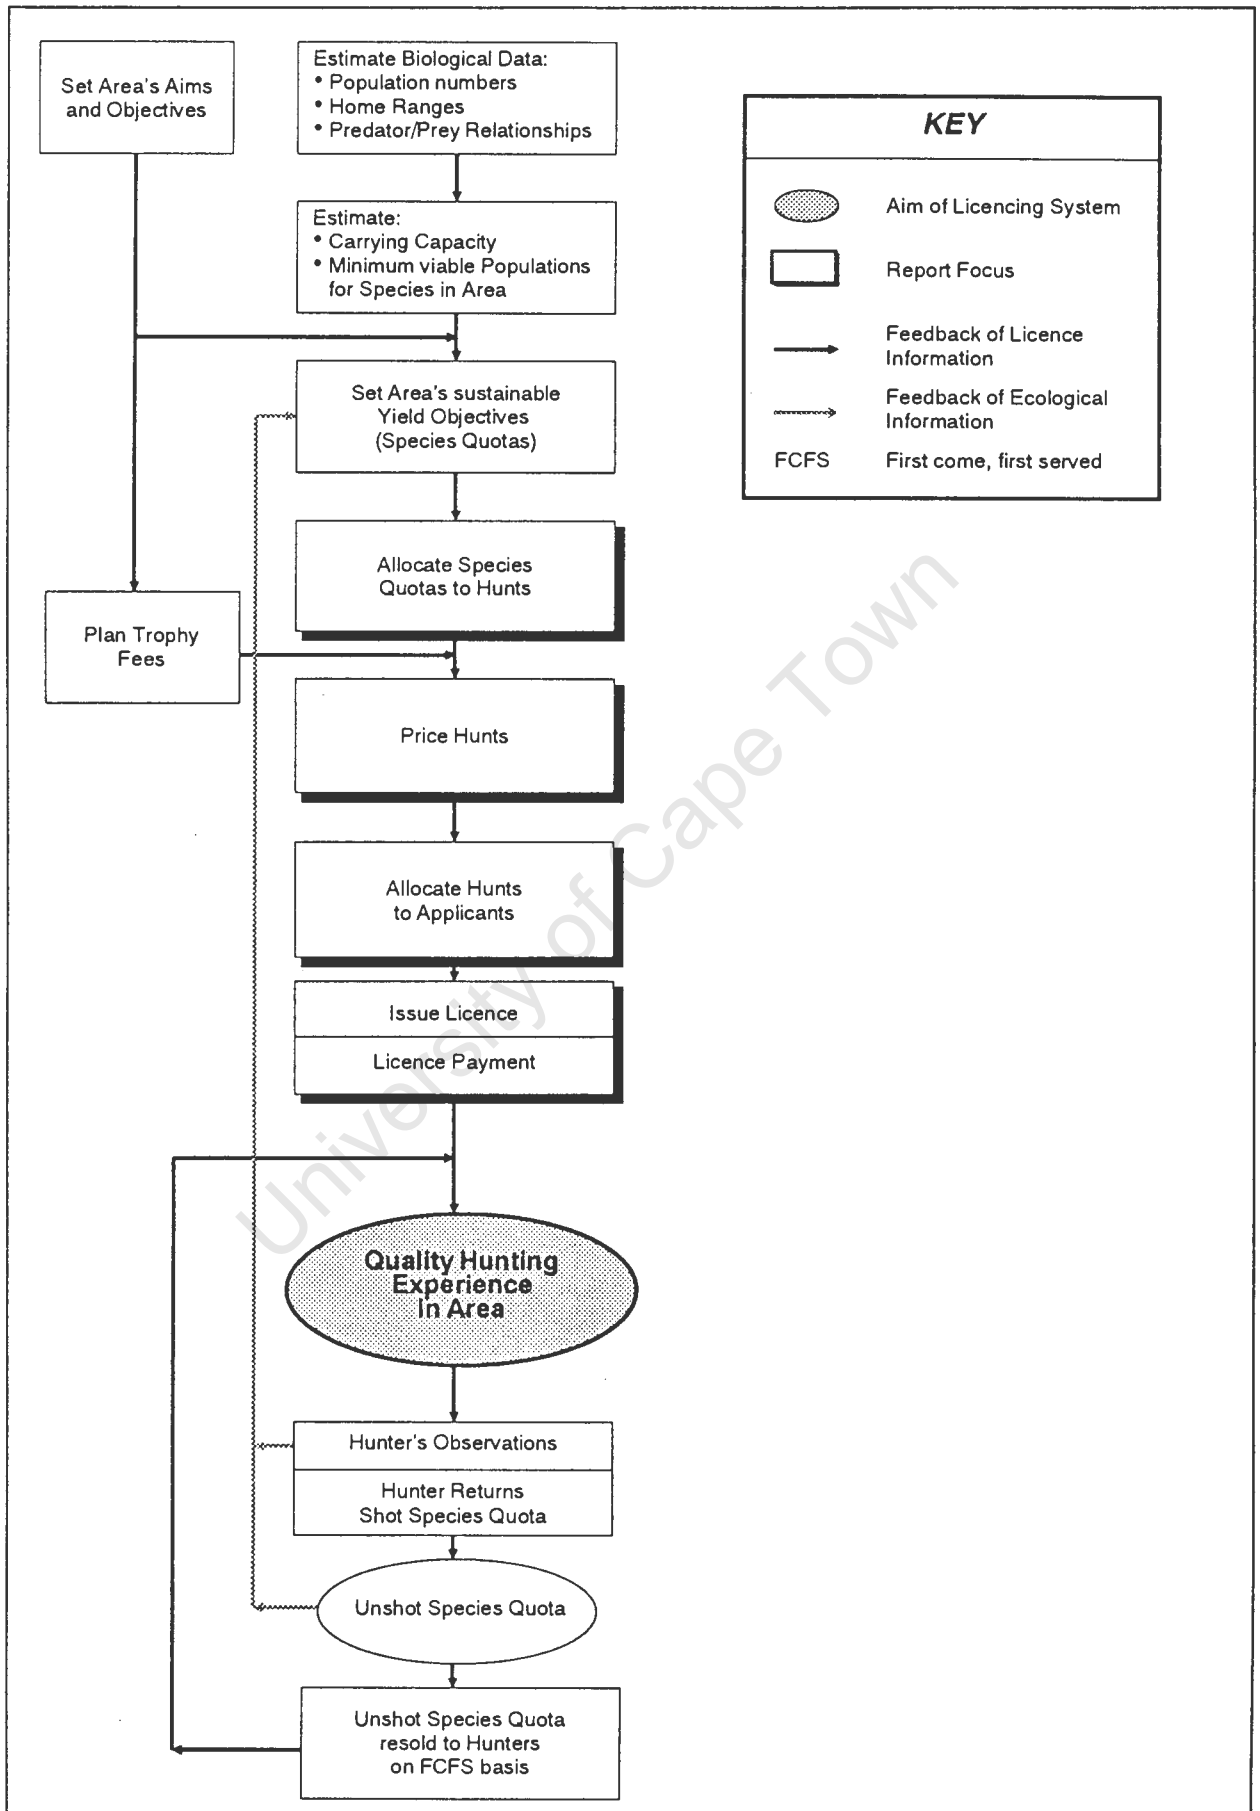 Set Area's Aims
and Objectives
Estimate Biological Data:
• Population numbers
• Home Ranges
• Predator/Prey Relationships
KEY
Aim of Licencing System
Report Focus
Feedback of Licence
Information
Feedback of Ecological
Information
FCFS First come, first served
Estimate:
• Carrying Capacity
• Minimum viable Populations
for Species in Area
Set Area's sustainable
Yield Objectives
(Species Quotas)
Allocate Species
Quotas to Hunts
Plan Trophy
Fees
Price Hunts
Allocate Hunts
to Applicants
Issue Licence
Licence Payment
Quality Hunting
Experience
In Area
Hunter's Observations
Hunter Returns
Shot Species Quota
Unshot Species Quota
Unshot Species Quota
resold to Hunters
on FCFS basis
University of Cape Town